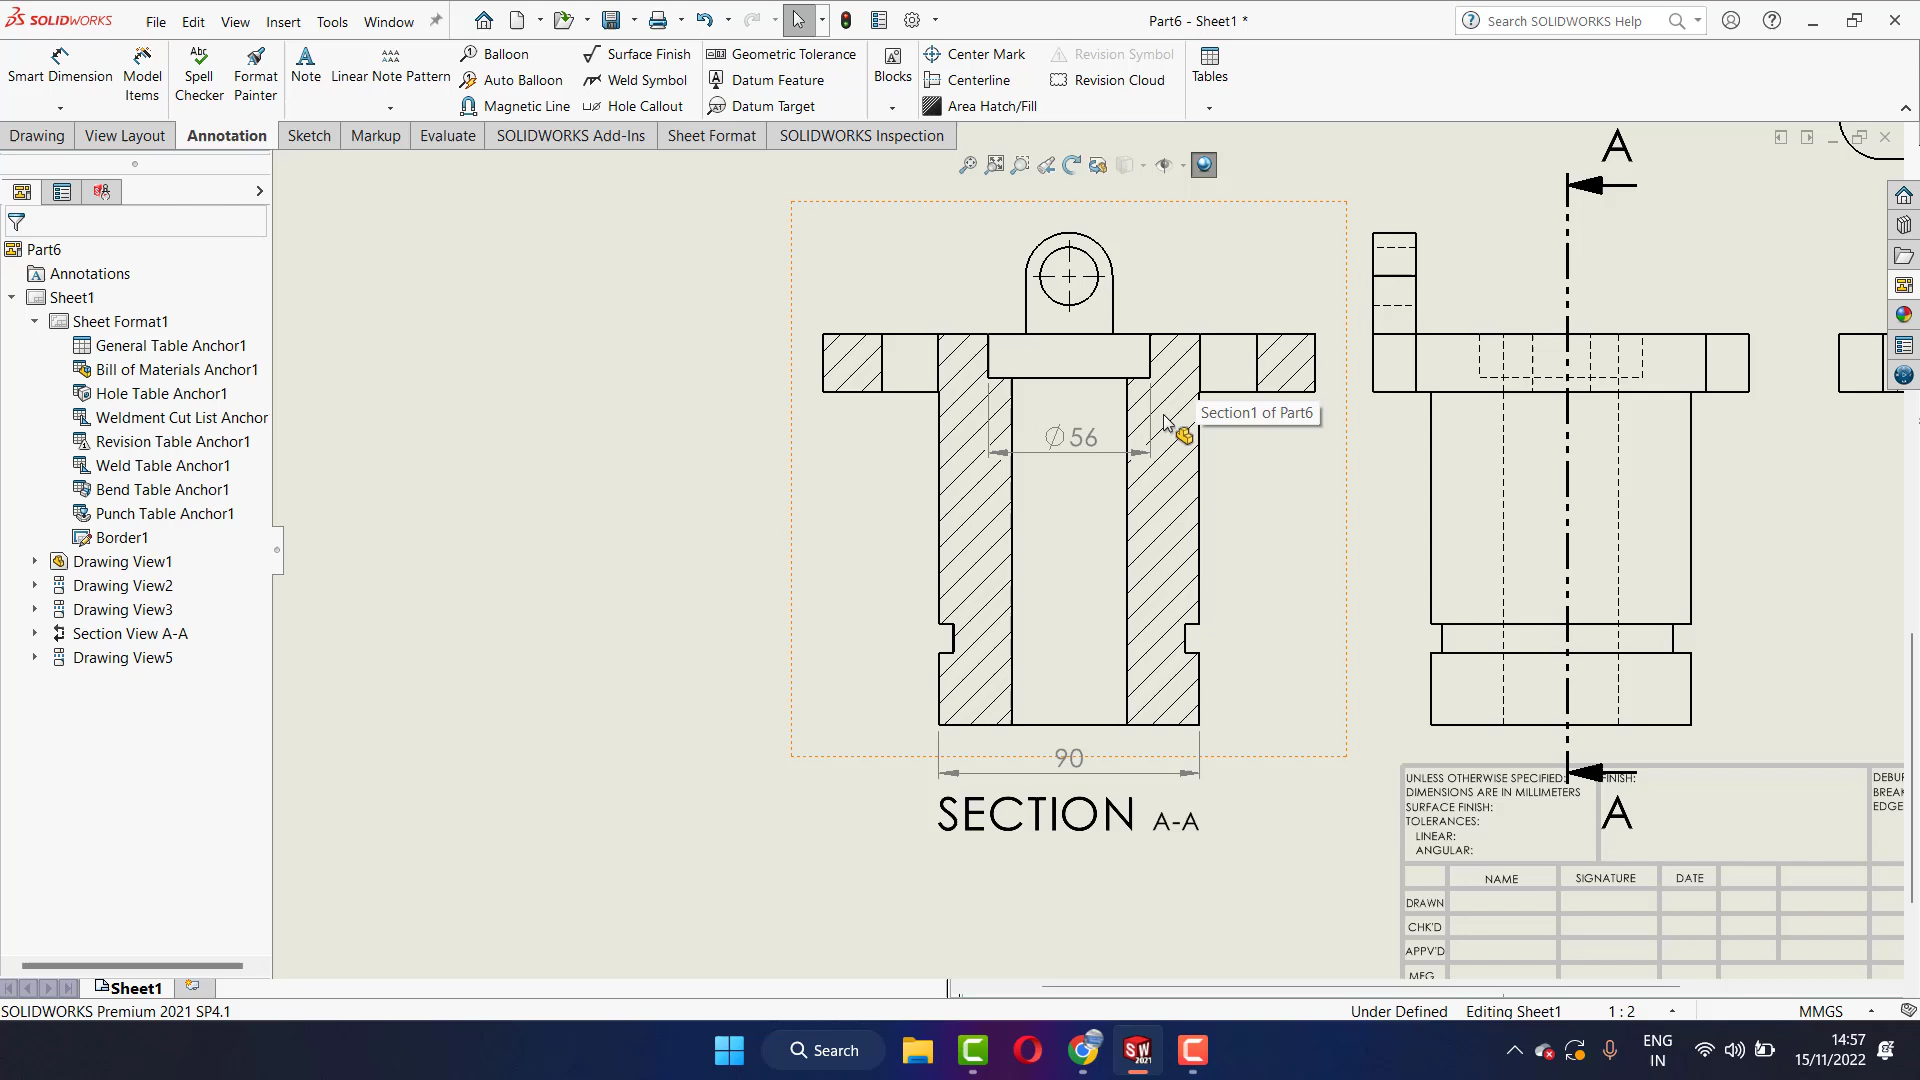 SOLIDWORKS
File Edit View Insert Tools Window
Part6 - Sheet1 *
Search SOLIDWORKS Help
Smart Dimension
Model Items
Spell Checker
Format Painter
Note
Linear Note Pattern
Balloon
Auto Balloon
Magnetic Line
Surface Finish
Weld Symbol
Hole Callout
Geometric Tolerance
Datum Feature
Datum Target
Blocks
Center Mark
Centerline
Area Hatch/Fill
Revision Symbol
Revision Cloud
Tables
Drawing View Layout Annotation Sketch Markup Evaluate SOLIDWORKS Add-Ins Sheet Format SOLIDWORKS Inspection
Part6
Annotations
Sheet1
Sheet Format1
General Table Anchor1
Bill of Materials Anchor1
Hole Table Anchor1
Weldment Cut List Anchor
Revision Table Anchor1
Weld Table Anchor1
Bend Table Anchor1
Punch Table Anchor1
Border1
Drawing View1
Drawing View2
Drawing View3
Section View A-A
Drawing View5
A
Section1 of Part6
∅56
90
SECTION A-A
A
UNLESS OTHERWISE SPECIFIED:
DIMENSIONS ARE IN MILLIMETERS
SURFACE FINISH:
TOLERANCES:
LINEAR:
ANGULAR:
FINISH:
DEBUR
BREAK
EDGE
NAME SIGNATURE DATE
DRAWN
CHK'D
APPV'D
MFG
Sheet1
SOLIDWORKS Premium 2021 SP4.1
Under Defined Editing Sheet1 1 : 2 MMGS
Search
SW
2021
ENG
IN
14:57
15/11/2022